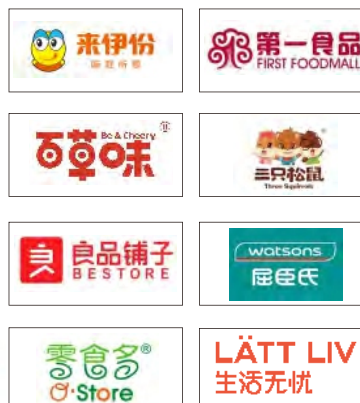 来伊份
第一食品
FIRST FOODMALL
Be & Cheery
®
百草味
三只松鼠
Three Squirrels
良品铺子
BESTORE
watsons
屈臣氏
零食多®
O·Store
LÄTT LIV
生活无忧